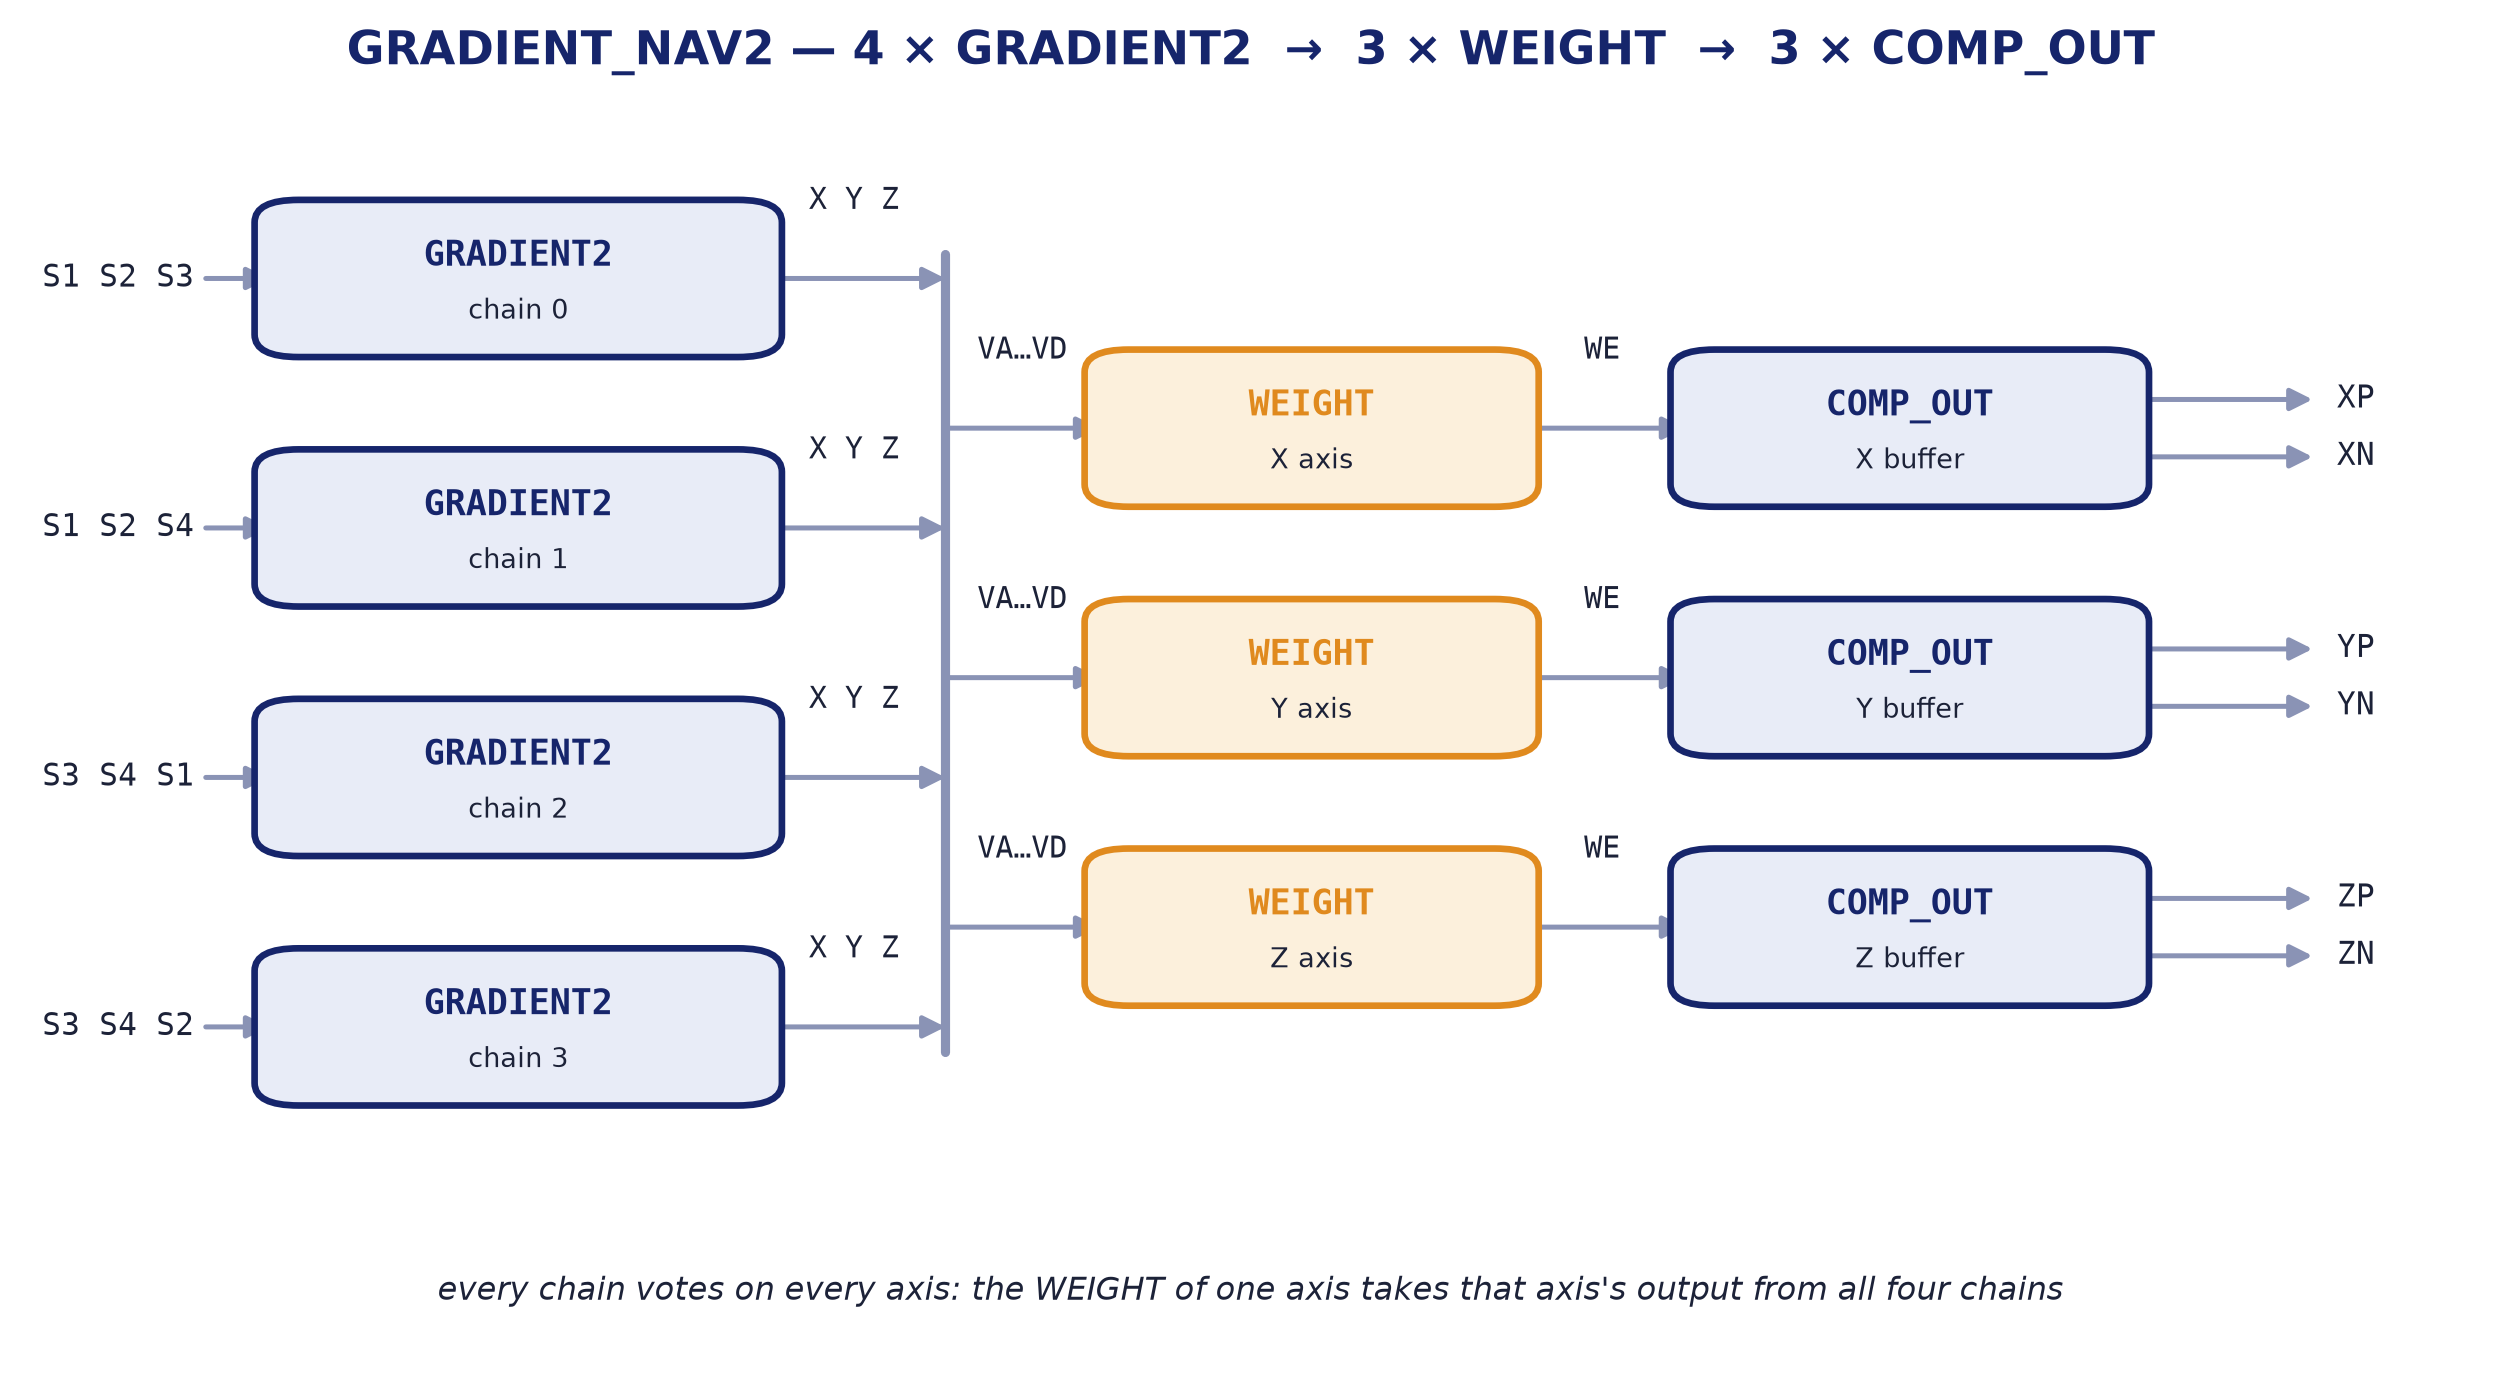 GRADIENT_NAV2 — 4 × GRADIENT2 → 3 × WEIGHT → 3 × COMP_OUT
X Y Z
S1 S2 S3
GRADIENT2
chain 0
VA…VD
WE
WEIGHT
X axis
COMP_OUT
X buffer
XP
XN
X Y Z
S1 S2 S4
GRADIENT2
chain 1
VA…VD
WE
WEIGHT
Y axis
COMP_OUT
Y buffer
YP
YN
X Y Z
S3 S4 S1
GRADIENT2
chain 2
VA…VD
WE
WEIGHT
Z axis
COMP_OUT
Z buffer
ZP
ZN
X Y Z
S3 S4 S2
GRADIENT2
chain 3
every chain votes on every axis: the WEIGHT of one axis takes that axis's output from all four chains